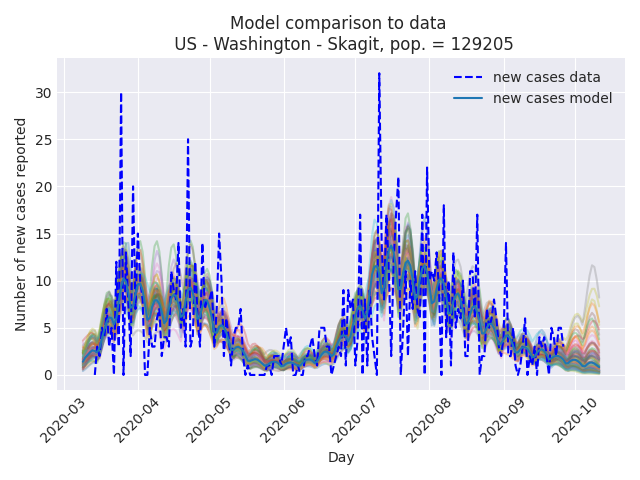 Model comparison to data
US - Washington - Skagit, pop. = 129205
new cases data
new cases model
Number of new cases reported
30
25
20
15
10
5
0
2020-03
2020-04
2020-05
2020-06
2020-07
2020-08
2020-09
2020-10
Day